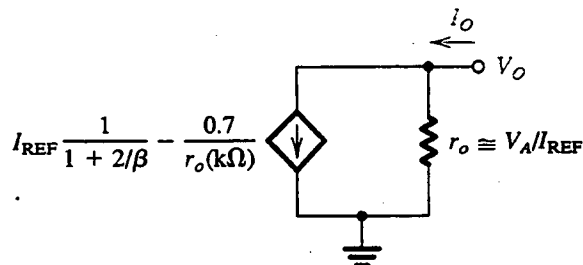 I_O
V_O
I_REF 1/(1 + 2/β) − 0.7/r_o(kΩ)
r_o ≅ V_A/I_REF